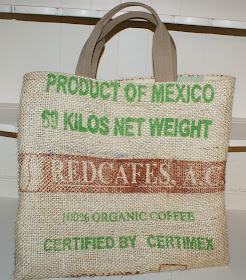 PRODUCT OF MEXICO
60 KILOS NET WEIGHT
REDCAFES, A.C.
100% ORGANIC COFFEE
CERTIFIED BY CERTIMEX